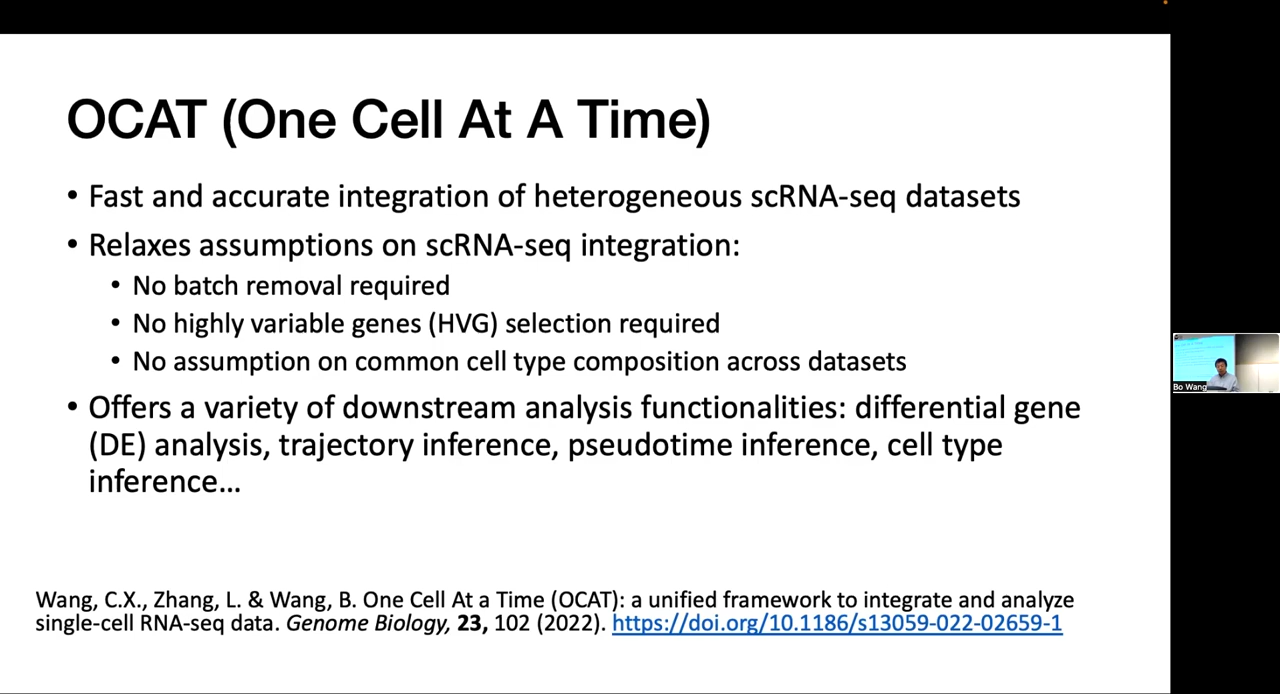 OCAT (One Cell At A Time)
• Fast and accurate integration of heterogeneous scRNA-seq datasets
• Relaxes assumptions on scRNA-seq integration:
• No batch removal required
• No highly variable genes (HVG) selection required
• No assumption on common cell type composition across datasets
• Offers a variety of downstream analysis functionalities: differential gene
(DE) analysis, trajectory inference, pseudotime inference, cell type
inference…
Wang, C.X., Zhang, L. & Wang, B. One Cell At a Time (OCAT): a unified framework to integrate and analyze
single-cell RNA-seq data. Genome Biology, 23, 102 (2022). https://doi.org/10.1186/s13059-022-02659-1
Bo Wang